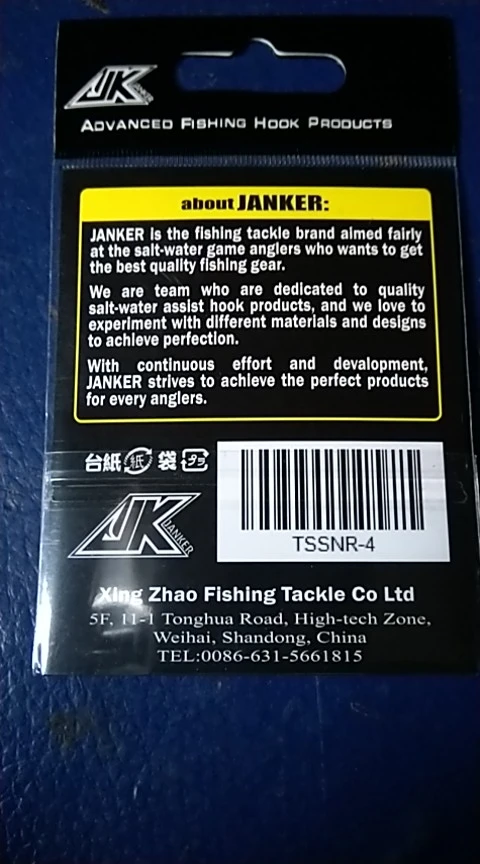 JK JANKER
ADVANCED FISHING HOOK PRODUCTS
about JANKER:
JANKER is the fishing tackle brand aimed fairly
at the salt-water game anglers who wants to get
the best quality fishing gear.
We are team who are dedicated to quality
salt-water assist hook products, and we love to
experiment with different materials and designs
to achieve perfection.
With continuous effort and devalopment,
JANKER strives to achieve the perfect products
for every anglers.
台紙 紙 袋 プラ
JK JANKER
TSSNR-4
Xing Zhao Fishing Tackle Co Ltd
5F, 11-1 Tonghua Road, High-tech Zone,
Weihai, Shandong, China
TEL:0086-631-5661815